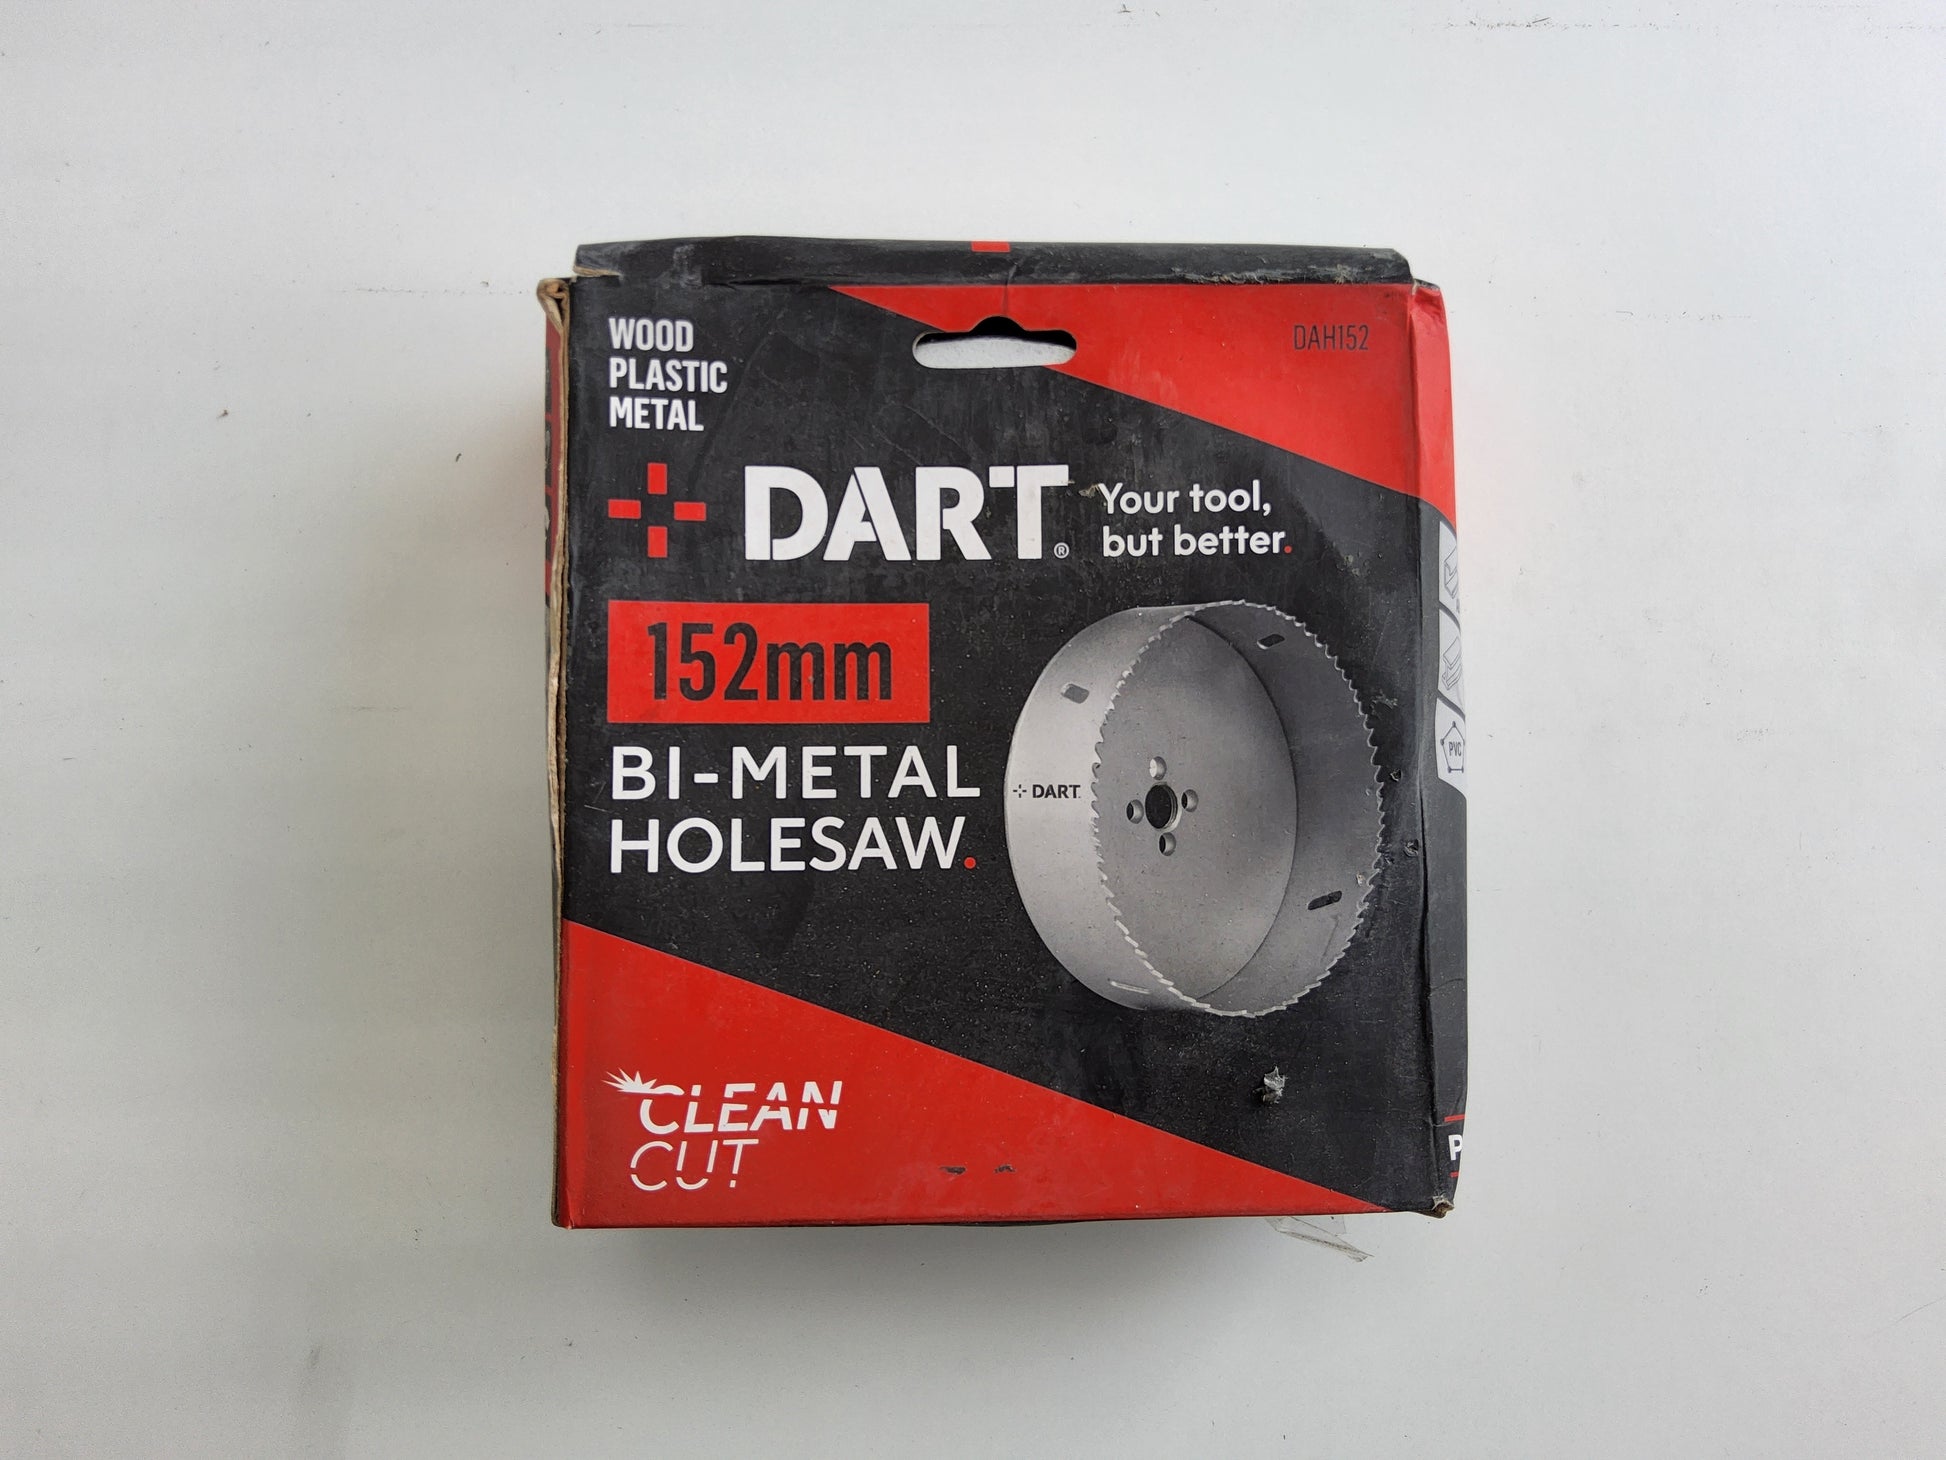 WOOD
PLASTIC
METAL
DAH152
DART®
Your tool,
but better.
152mm
BI-METAL
HOLESAW.
DART
PVC
CLEAN
CUT
P